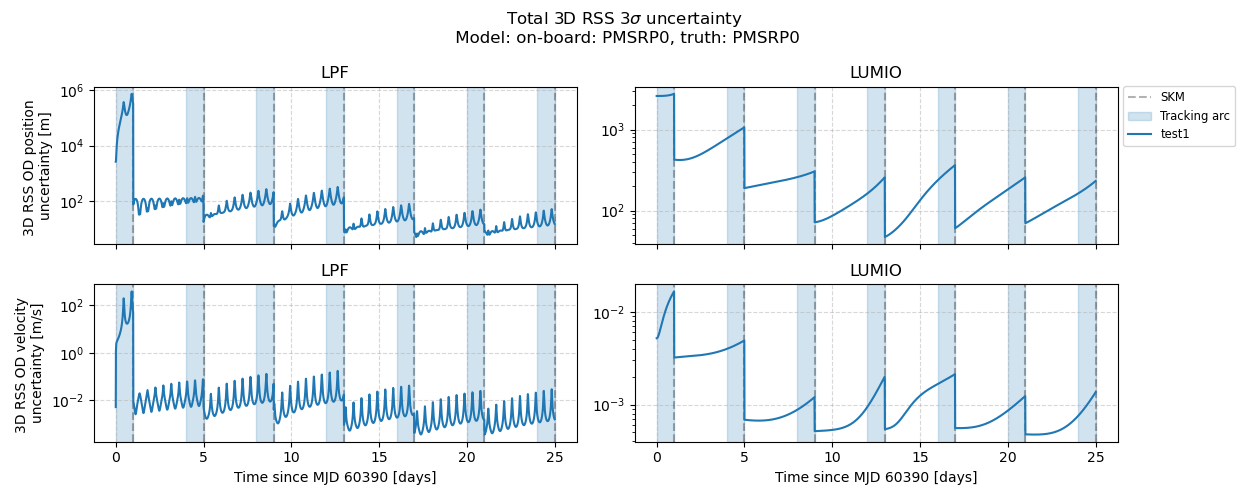 Total 3D RSS 3σ uncertainty
Model: on-board: PMSRP0, truth: PMSRP0
LPF
LUMIO
3D RSS OD position
uncertainty [m]
10^6
10^4
10^2
10^3
10^2
SKM
Tracking arc
test1
LPF
LUMIO
3D RSS OD velocity
uncertainty [m/s]
10^2
10^0
10^−2
10^−2
10^−3
0 5 10 15 20 25
0 5 10 15 20 25
Time since MJD 60390 [days]
Time since MJD 60390 [days]